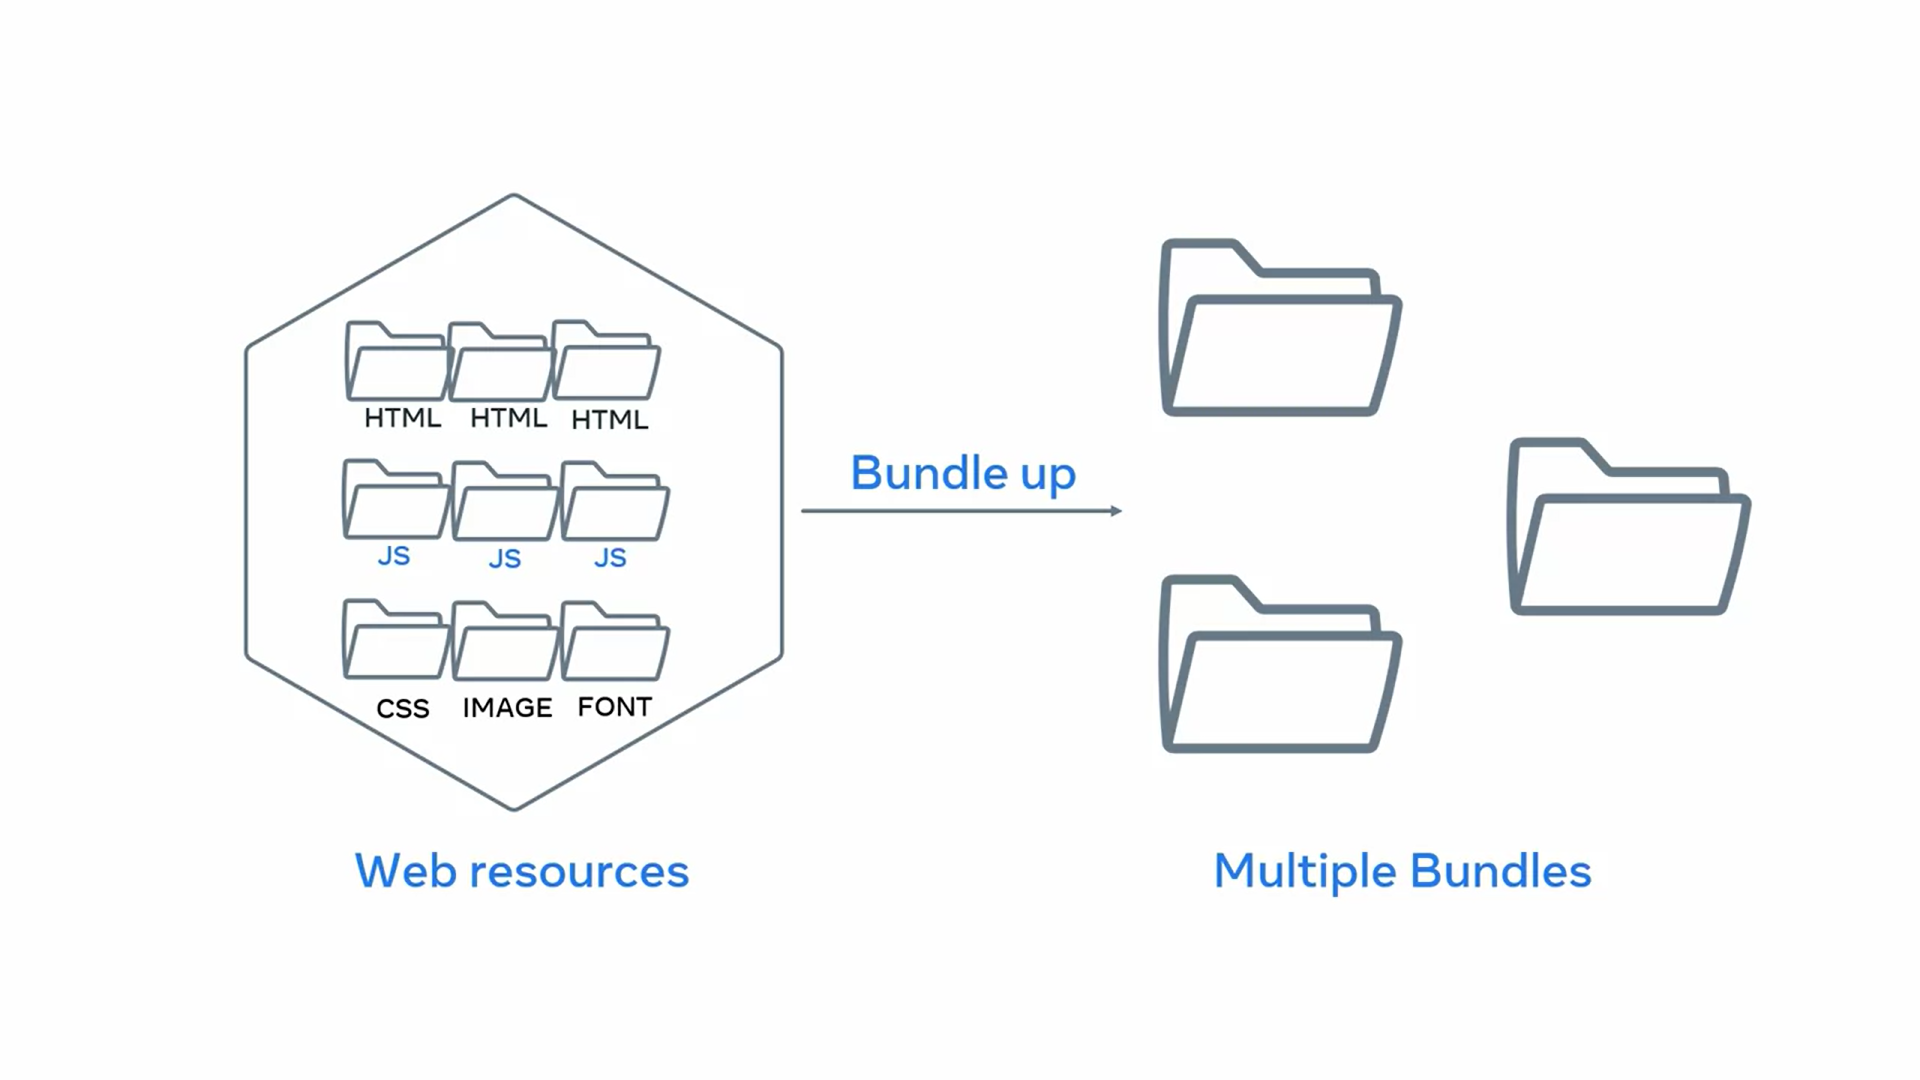 HTML HTML HTML
JS JS JS
CSS IMAGE FONT
Web resources
Bundle up
Multiple Bundles